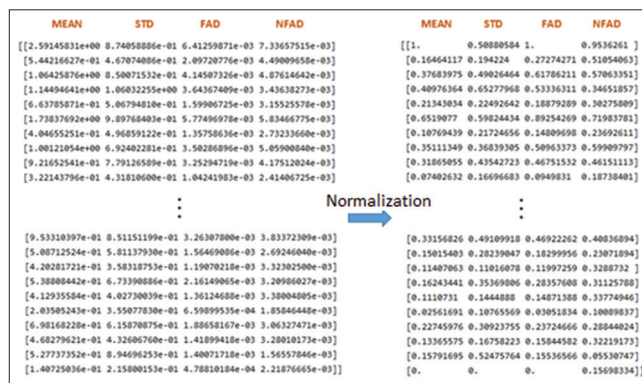 MEAN STD FAD NFAD
[[2.59145831e+00 8.74058886e-01 6.41259871e-03 7.33657515e-03]
[5.44216627e-01 4.67074086e-01 2.09720776e-03 4.49009658e-03]
[1.06425876e+00 8.50071532e-01 4.14507326e-03 4.87614642e-03]
[1.14494641e+00 1.06032255e+00 3.64367409e-03 3.43638273e-03]
[6.63785871e-01 5.06794810e-01 1.59906725e-03 3.15525578e-03]
[1.73837692e+00 9.89768403e-01 5.77496978e-03 5.83466775e-03]
[4.04655251e-01 4.96859122e-01 1.35758636e-03 2.73233660e-03]
[1.00121054e+00 6.92402281e-01 3.50286896e-03 5.05900840e-03]
[9.21652541e-01 7.79126589e-01 3.25294719e-03 4.17512024e-03]
[3.22143796e-01 4.31810600e-01 1.04241983e-03 2.41406725e-03]
[9.53310397e-01 8.51151199e-01 3.26307800e-03 3.83372309e-03]
[5.08712524e-01 5.81137930e-01 1.56469086e-03 2.69246040e-03]
[4.20281721e-01 3.58318753e-01 1.19070218e-03 3.32302500e-03]
[5.38808442e-01 6.73390886e-01 2.16149065e-03 3.20986027e-03]
[4.12935584e-01 4.02730039e-01 1.36124688e-03 3.38004805e-03]
[2.03505243e-01 3.55077830e-01 6.59899535e-04 1.85846448e-03]
[6.98168228e-01 6.15870875e-01 1.88658167e-03 3.06327471e-03]
[4.68279621e-01 4.32606760e-01 1.41899418e-03 3.28010173e-03]
[5.27737352e-01 8.94696253e-01 1.40071718e-03 1.56557846e-03]
[1.40725036e-01 2.15800153e-01 4.78810184e-04 2.21876665e-03]]
Normalization
MEAN STD FAD NFAD
[[1. 0.50880584 1. 0.9536261 ]
[0.16464117 0.194224 0.27274271 0.51054063]
[0.37683975 0.49026464 0.61786211 0.57063351]
[0.40976364 0.65277968 0.53336311 0.34651857]
[0.21343034 0.22492642 0.18879289 0.30275809]
[0.6519077 0.59824434 0.89254269 0.71983781]
[0.10769439 0.21724656 0.14809698 0.23692611]
[0.35111349 0.36839305 0.50963373 0.59909797]
[0.31865055 0.43542723 0.46751532 0.46151113]
[0.07402632 0.16696683 0.0949831 0.18738401]
[0.33156826 0.49109918 0.46922262 0.40836894]
[0.15015403 0.28239047 0.18299956 0.23071894]
[0.11407063 0.11016078 0.11997259 0.3288732 ]
[0.16243441 0.35369806 0.28357608 0.31125788]
[0.1110731 0.1444888 0.14871388 0.33774946]
[0.02561691 0.10765569 0.03051834 0.10089837]
[0.22745976 0.30923755 0.23724666 0.28844024]
[0.13365575 0.16758223 0.15844582 0.32219173]
[0.15791695 0.52475764 0.15536566 0.05530747]
[0. 0. 0. 0.15698334]]